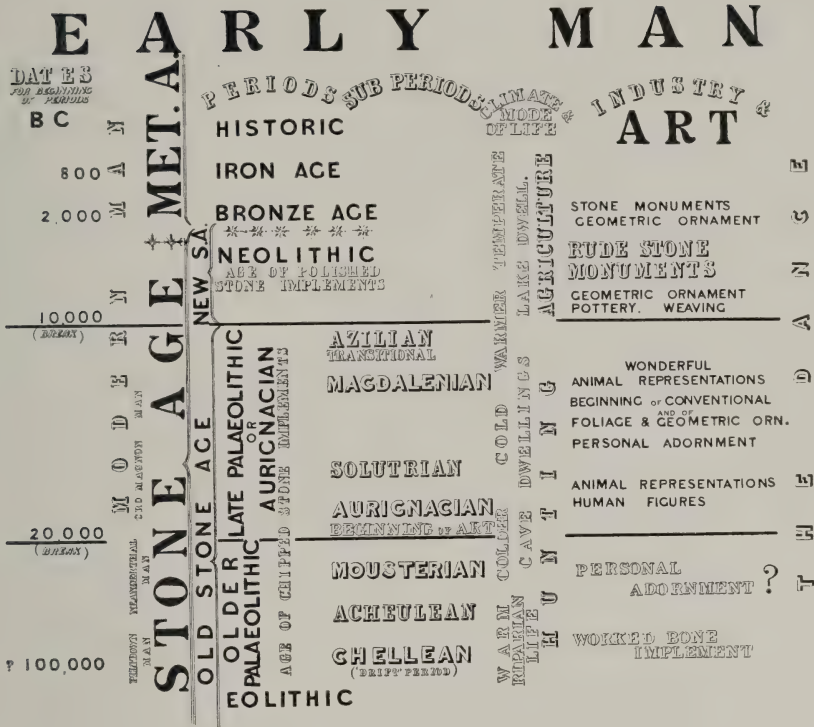 EARLY MAN
DATES
FOR BEGINNING
OF PERIODS
BC
800
2,000
10,000
(BREAK)
20,000
(BREAK)
? 100,000
MODERN MAN
CRO MAGNON MAN
NEANDERTHAL
MAN
PILTDOWN
MAN
MET. A.
STONE AGE
NEW S.A.
OLD STONE AGE
PERIODS
HISTORIC
IRON AGE
BRONZE AGE
NEOLITHIC
AGE OF POLISHED
STONE IMPLEMENTS
LATE PALAEOLITHIC
OR
AURIGNACIAN
OLDER
PALAEOLITHIC
AGE OF CHIPPED STONE IMPLEMENTS
EOLITHIC
SUB PERIODS
AZILIAN
TRANSITIONAL
MAGDALENIAN
SOLUTRIAN
AURIGNACIAN
BEGINNING OF ART
MOUSTERIAN
ACHEULEAN
CHELLEAN
("DRIFT PERIOD")
CLIMATE &
MODE
OF LIFE
WARM COLDER COLD WARMER TEMPERATE
RIPARIAN
LIFE
CAVE DWELLINGS LAKE DWELL.
HUNTING AGRICULTURE
INDUSTRY &
ART
STONE MONUMENTS
GEOMETRIC ORNAMENT
RUDE STONE
MONUMENTS
GEOMETRIC ORNAMENT
POTTERY. WEAVING
WONDERFUL
ANIMAL REPRESENTATIONS
BEGINNING OF CONVENTIONAL
AND OF
FOLIAGE & GEOMETRIC ORN.
PERSONAL ADORNMENT
ANIMAL REPRESENTATIONS
HUMAN FIGURES
PERSONAL
ADORNMENT ?
WORKED BONE
IMPLEMENT
THE DANSE